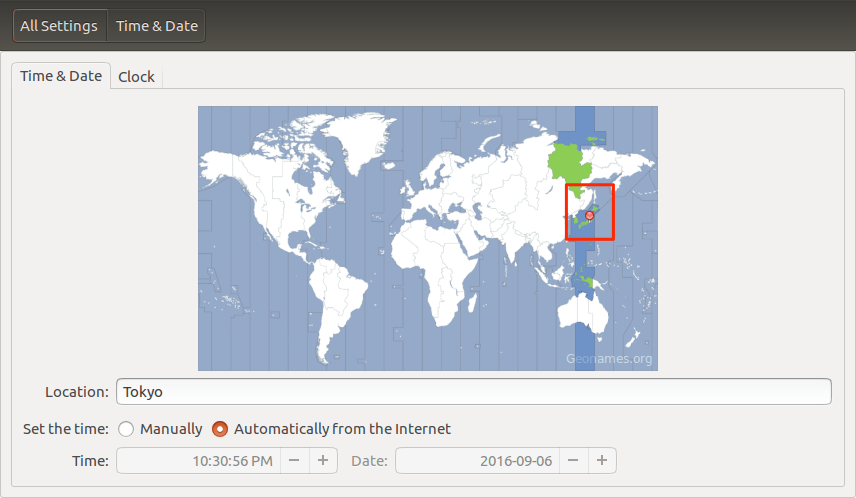 All Settings Time & Date
Time & Date Clock
Geonames.org
Location: Tokyo
Set the time: Manually Automatically from the Internet
Time: 10:30:56 PM − + Date: 2016-09-06 − +